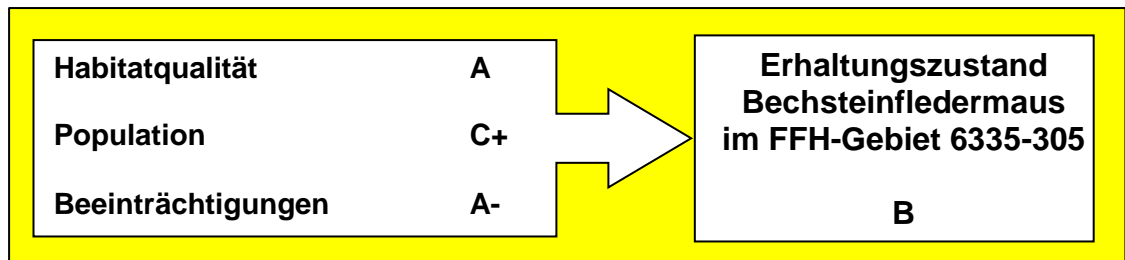 Habitatqualität A
Population C+
Beeinträchtigungen A-
Erhaltungszustand
Bechsteinfledermaus
im FFH-Gebiet 6335-305
B